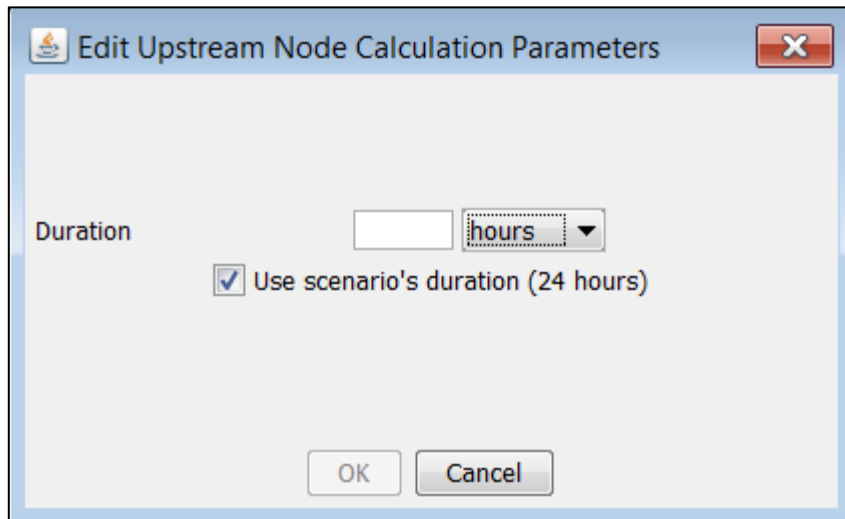 Edit Upstream Node Calculation Parameters
Duration hours
Use scenario's duration (24 hours)
OK Cancel